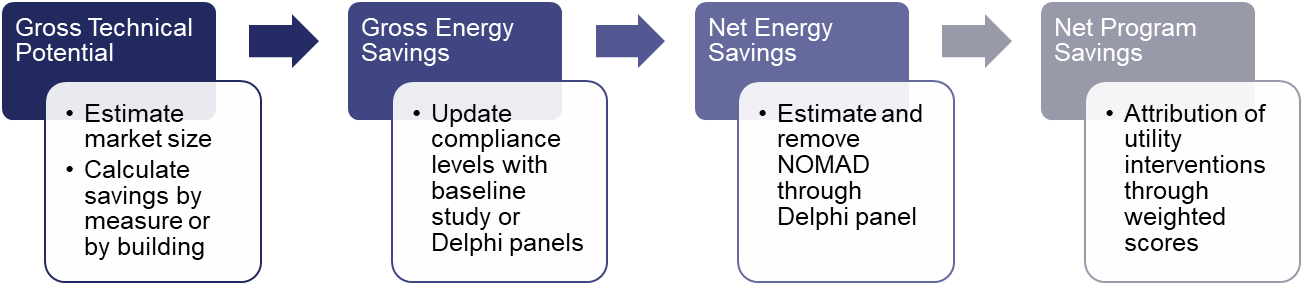 Gross Technical
Potential
• Estimate
market size
• Calculate
savings by
measure or
by building
Gross Energy
Savings
• Update
compliance
levels with
baseline
study or
Delphi panels
Net Energy
Savings
• Estimate and
remove
NOMAD
through
Delphi panel
Net Program
Savings
• Attribution of
utility
interventions
through
weighted
scores